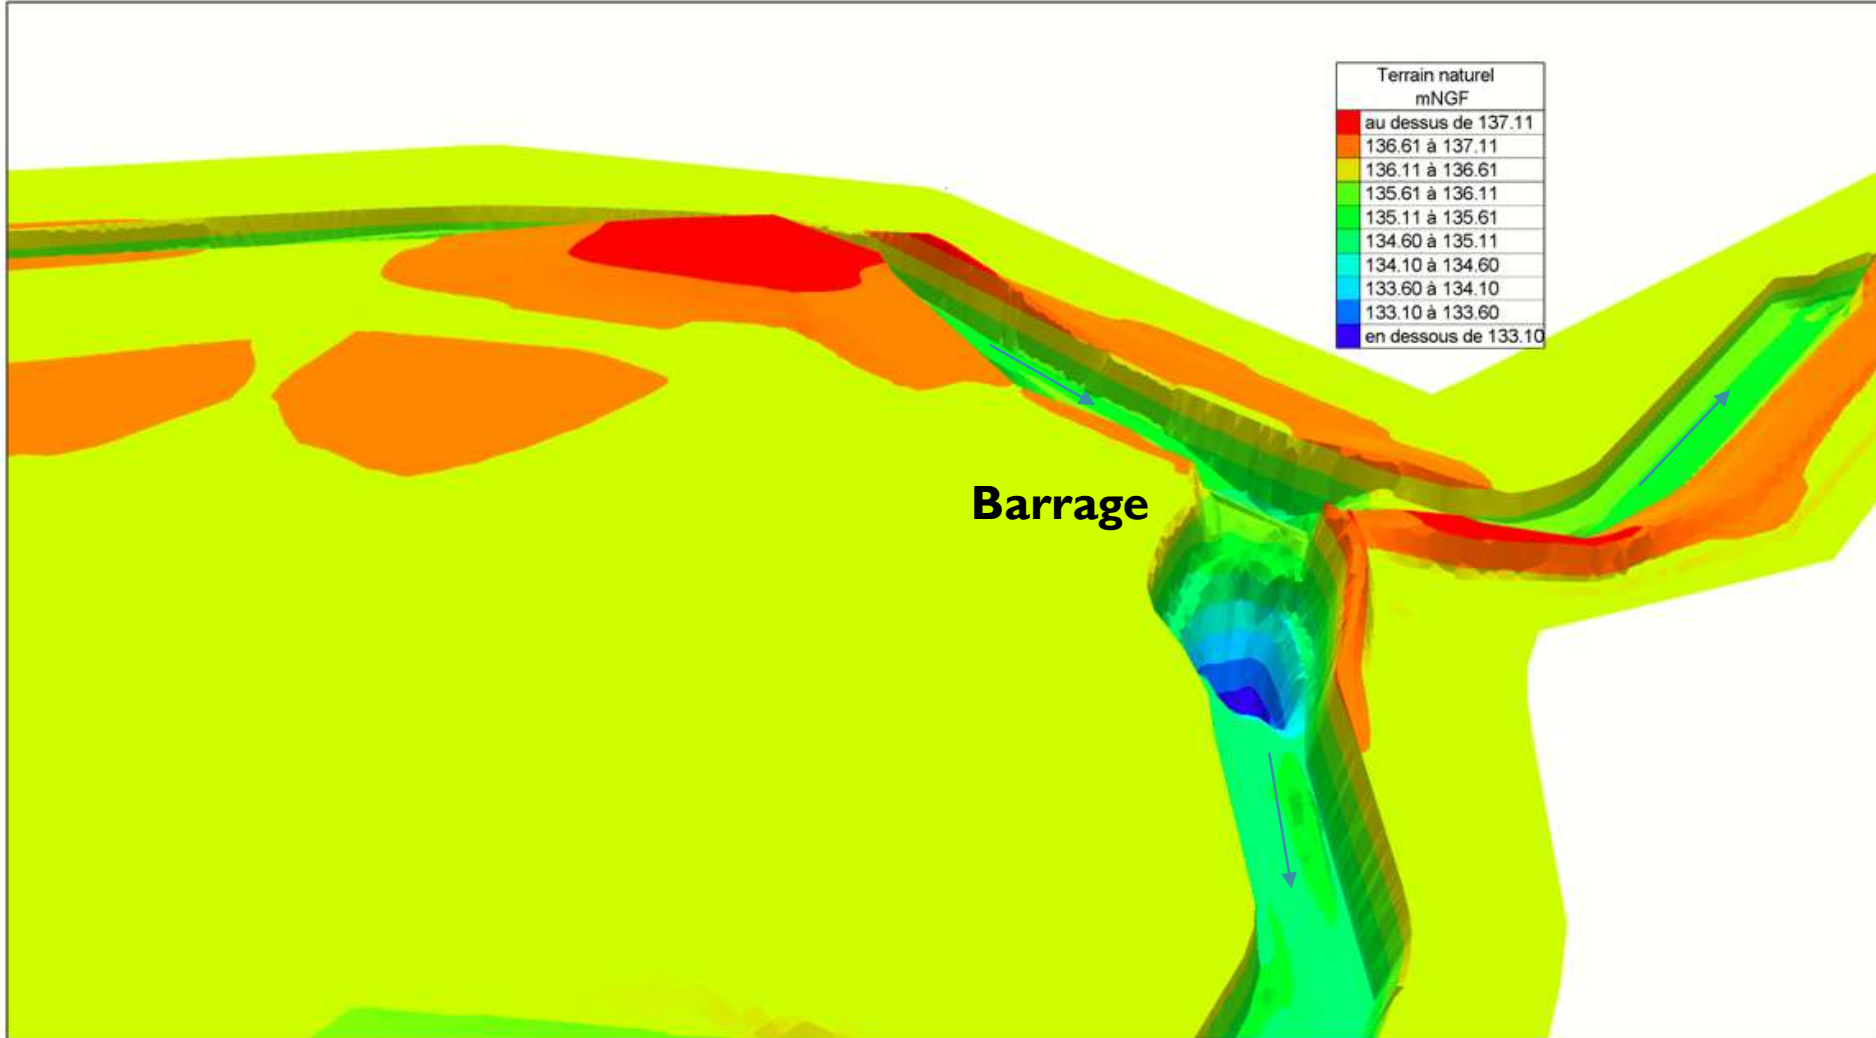 Terrain naturel
mNGF
au dessus de 137.11
136.61 à 137.11
136.11 à 136.61
135.61 à 136.11
135.11 à 135.61
134.60 à 135.11
134.10 à 134.60
133.60 à 134.10
133.10 à 133.60
en dessous de 133.10
Barrage